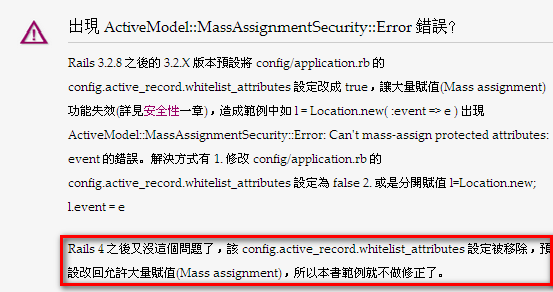 出現 ActiveModel::MassAssignmentSecurity::Error 錯誤?
Rails 3.2.8 之後的 3.2.X 版本預設將 config/application.rb 的
config.active_record.whitelist_attributes 設定改成 true，讓大量賦值(Mass assignment)
功能失效(詳見安全性一章)，造成範例中如 l = Location.new( :event => e ) 出現
ActiveModel::MassAssignmentSecurity::Error: Can't mass-assign protected attributes:
event 的錯誤。解決方式有 1. 修改 config/application.rb 的
config.active_record.whitelist_attributes 設定為 false 2. 或是分開賦值 l=Location.new;
l.event = e
Rails 4 之後又沒這個問題了，該 config.active_record.whitelist_attributes 設定被移除，預
設改回允許大量賦值(Mass assignment)，所以本書範例就不做修正了。